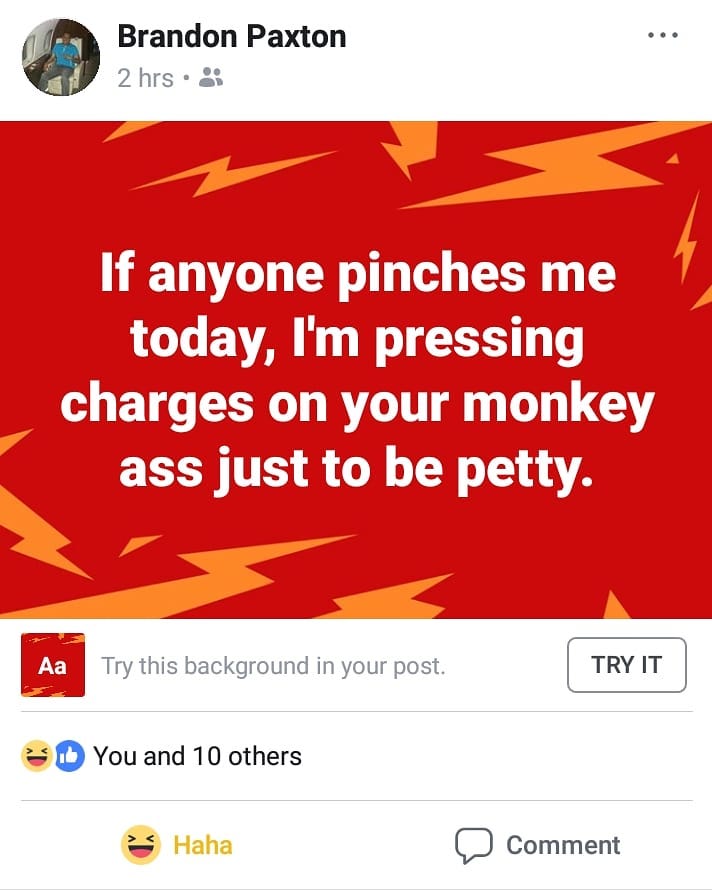 Brandon Paxton
2 hrs •
If anyone pinches me
today, I'm pressing
charges on your monkey
ass just to be petty.
Aa
Try this background in your post.
TRY IT
You and 10 others
Haha
Comment